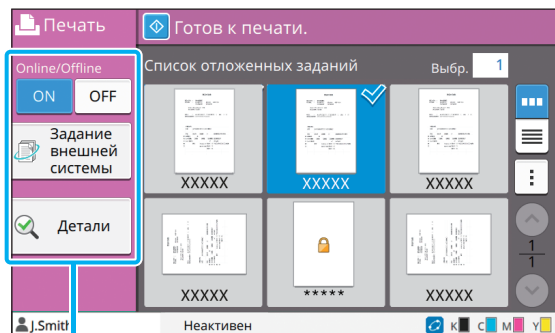 Печать
Готов к печати.
Online/Offline
ON OFF
Задание
внешней
системы
Детали
Список отложенных заданий
Выбр. 1
XXXXX XXXXX XXXXX
XXXXX ***** XXXXX
1
1
J.Smith Неактивен
K C M Y